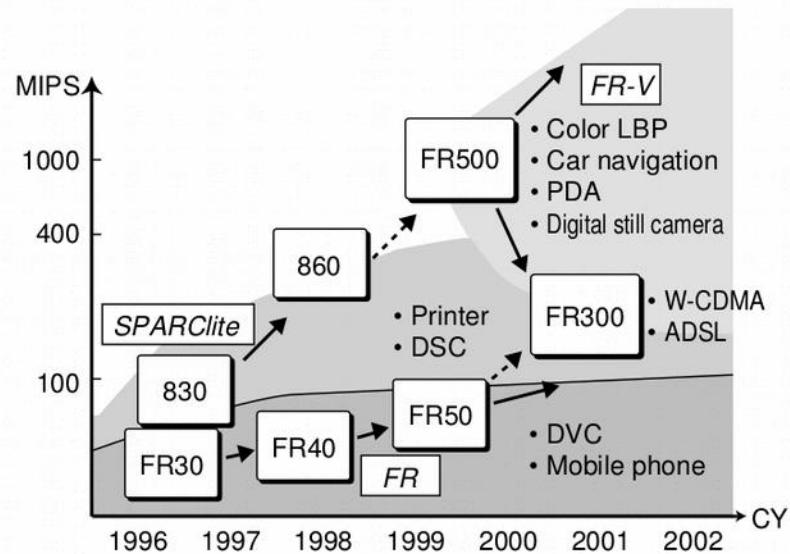 MIPS
1000
400
100
FR-V
FR500
• Color LBP
• Car navigation
• PDA
• Digital still camera
860
SPARClite
830
• Printer
• DSC
FR300
• W-CDMA
• ADSL
FR30
FR40
FR50
FR
• DVC
• Mobile phone
CY
1996 1997 1998 1999 2000 2001 2002